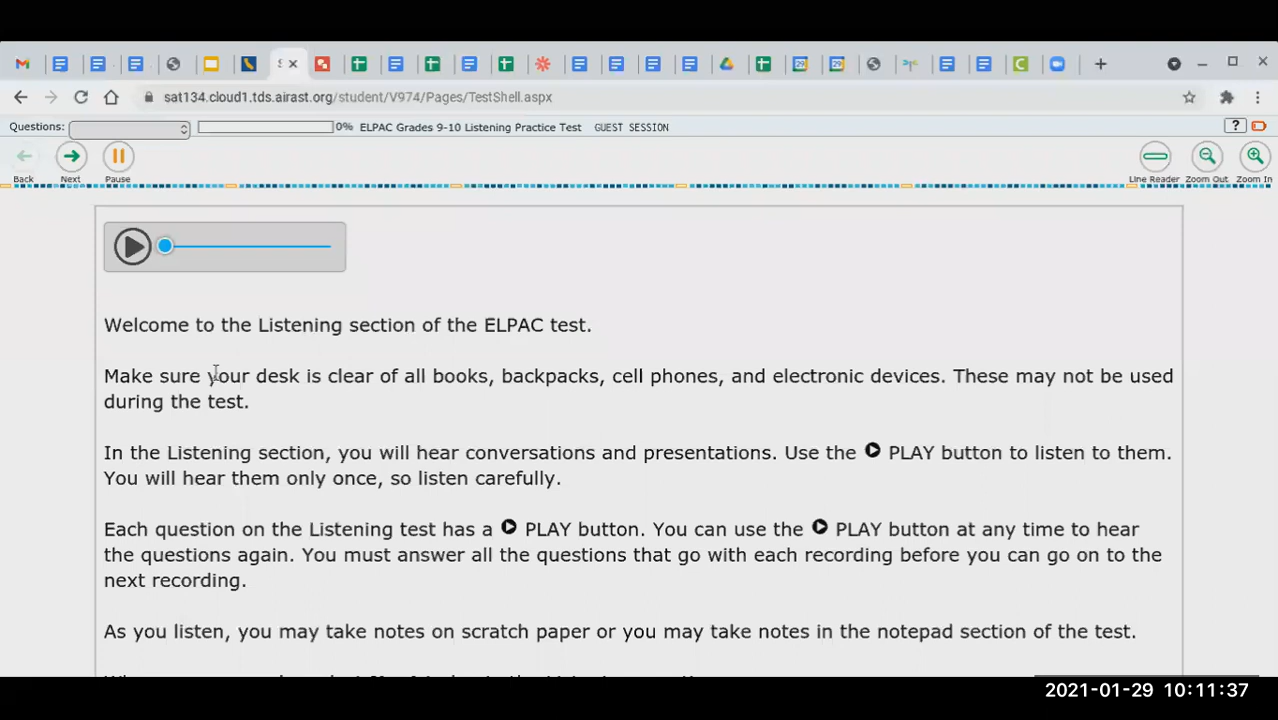 S
sat134.cloud1.tds.airast.org/student/V974/Pages/TestShell.aspx
Questions: 0% ELPAC Grades 9-10 Listening Practice Test GUEST SESSION ?
Back Next Pause Line Reader Zoom Out Zoom In
Welcome to the Listening section of the ELPAC test.
Make sure your desk is clear of all books, backpacks, cell phones, and electronic devices. These may not be used
during the test.
In the Listening section, you will hear conversations and presentations. Use the PLAY button to listen to them.
You will hear them only once, so listen carefully.
Each question on the Listening test has a PLAY button. You can use the PLAY button at any time to hear
the questions again. You must answer all the questions that go with each recording before you can go on to the
next recording.
As you listen, you may take notes on scratch paper or you may take notes in the notepad section of the test.
2021-01-29 10:11:37